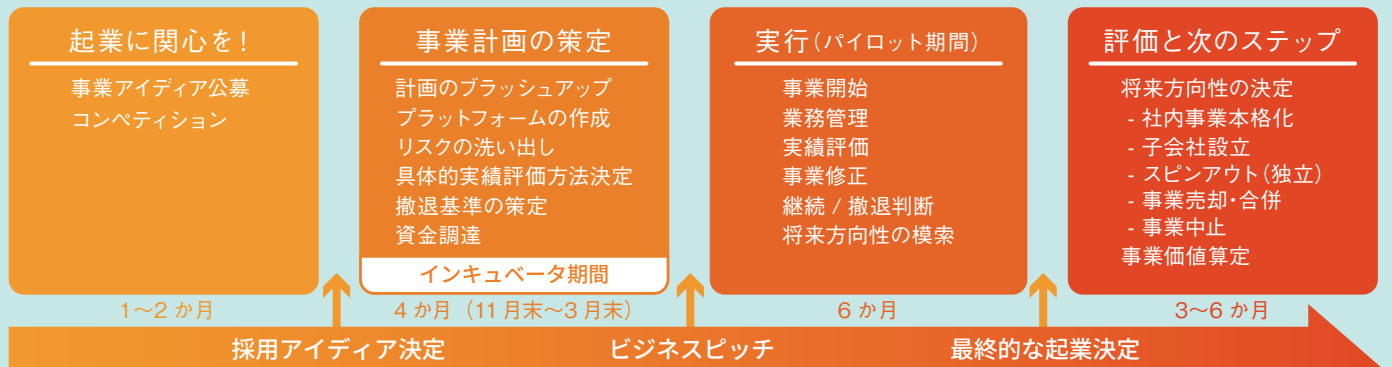 起業に関心を！
事業アイディア公募
コンペティション
1〜2 か月
事業計画の策定
計画のブラッシュアップ
プラットフォームの作成
リスクの洗い出し
具体的実績評価方法決定
撤退基準の策定
資金調達
インキュベータ期間
4 か月（11 月末〜3 月末）
実行（パイロット期間）
事業開始
業務管理
実績評価
事業修正
継続 / 撤退判断
将来方向性の模索
6 か月
評価と次のステップ
将来方向性の決定
- 社内事業本格化
- 子会社設立
- スピンアウト（独立）
- 事業売却・合併
- 事業中止
事業価値算定
3〜6 か月
採用アイディア決定
ビジネスピッチ
最終的な起業決定